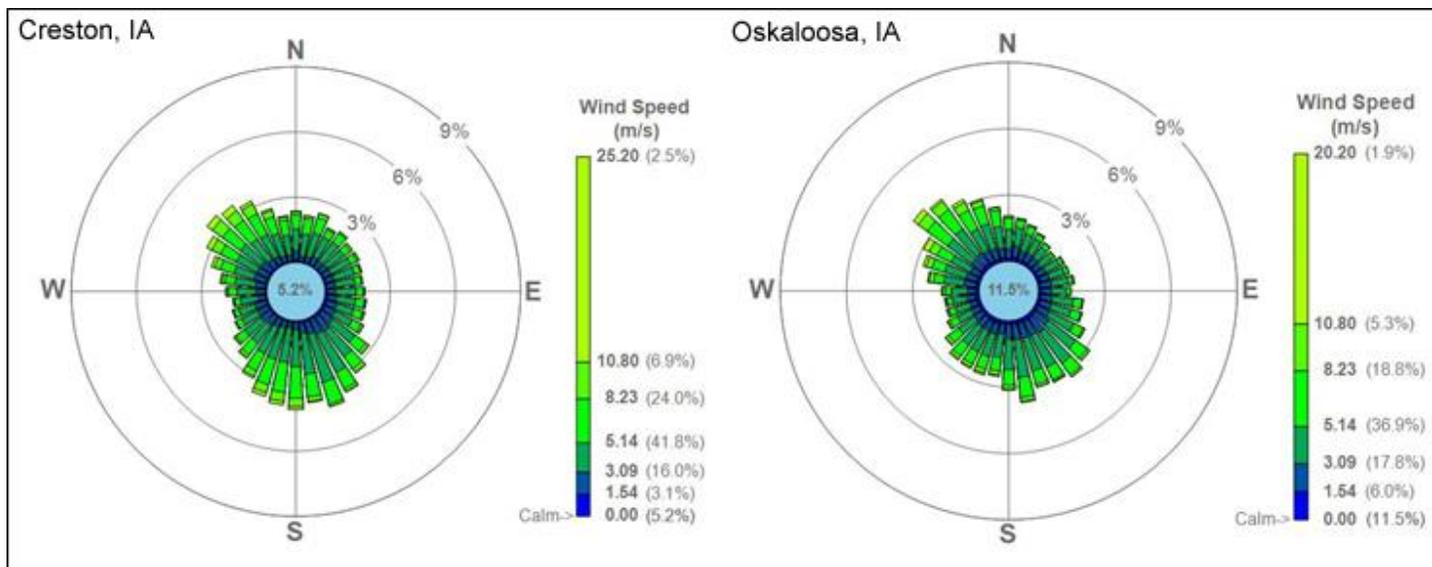 Creston, IA
N
9%
6%
3%
W
5.2%
E
S
Wind Speed
(m/s)
25.20 (2.5%)
10.80 (6.9%)
8.23 (24.0%)
5.14 (41.8%)
3.09 (16.0%)
1.54 (3.1%)
Calm-> 0.00 (5.2%)
Oskaloosa, IA
N
9%
6%
3%
W
11.5%
E
S
Wind Speed
(m/s)
20.20 (1.9%)
10.80 (5.3%)
8.23 (18.8%)
5.14 (36.9%)
3.09 (17.8%)
1.54 (6.0%)
Calm-> 0.00 (11.5%)